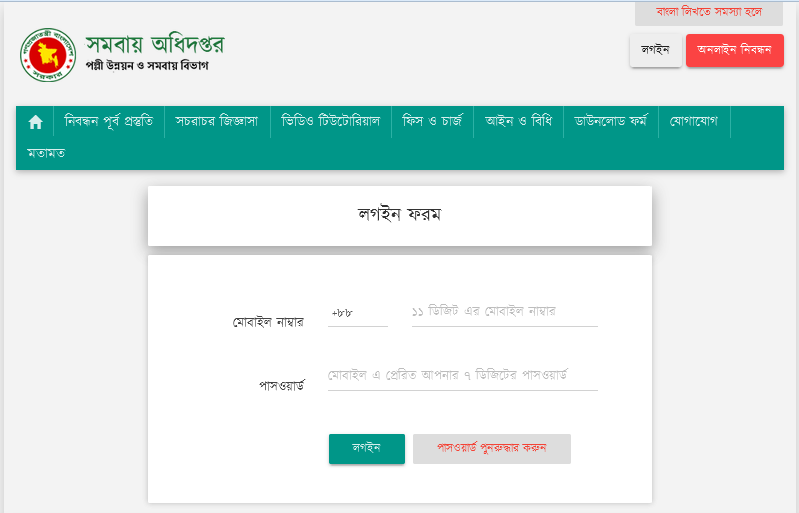 বাংলা লিখতে সমস্যা হলে
সমবায় অধিদপ্তর
পল্লী উন্নয়ন ও সমবায় বিভাগ
লগইন
অনলাইন নিবন্ধন
নিবন্ধন পূর্ব প্রস্তুতি
সচরাচর জিজ্ঞাসা
ভিডিও টিউটোরিয়াল
ফিস ও চার্জ
আইন ও বিধি
ডাউনলোড ফর্ম
যোগাযোগ
মতামত
লগইন ফরম
মোবাইল নাম্বার
+৮৮
১১ ডিজিট এর মোবাইল নাম্বার
পাসওয়ার্ড
মোবাইল এ প্রেরিত আপনার ৭ ডিজিটের পাসওয়ার্ড
লগইন
পাসওয়ার্ড পুনরুদ্ধার করুন